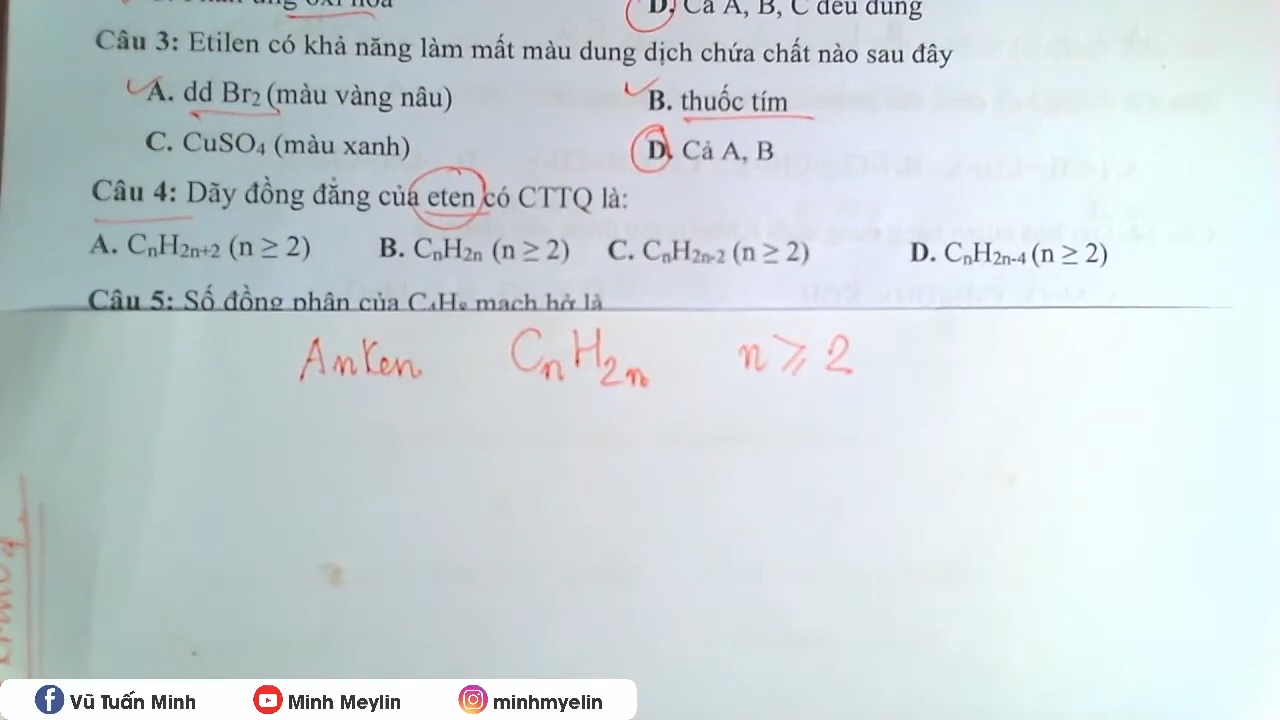 D. Cả A, B, C đều đúng
Câu 3: Etilen có khả năng làm mất màu dung dịch chứa chất nào sau đây
A. dd Br₂ (màu vàng nâu) B. thuốc tím
C. CuSO₄ (màu xanh) D. Cả A, B
Câu 4: Dãy đồng đẳng của eten có CTTQ là:
A. CₙH₂ₙ₊₂ (n ≥ 2) B. CₙH₂ₙ (n ≥ 2) C. CₙH₂ₙ₋₂ (n ≥ 2) D. CₙH₂ₙ₋₄ (n ≥ 2)
Câu 5: Số đồng phân của C₄H₈ mạch hở là
Anken CₙH₂ₙ n ≥ 2
Vũ Tuấn Minh Minh Meylin minhmyelin